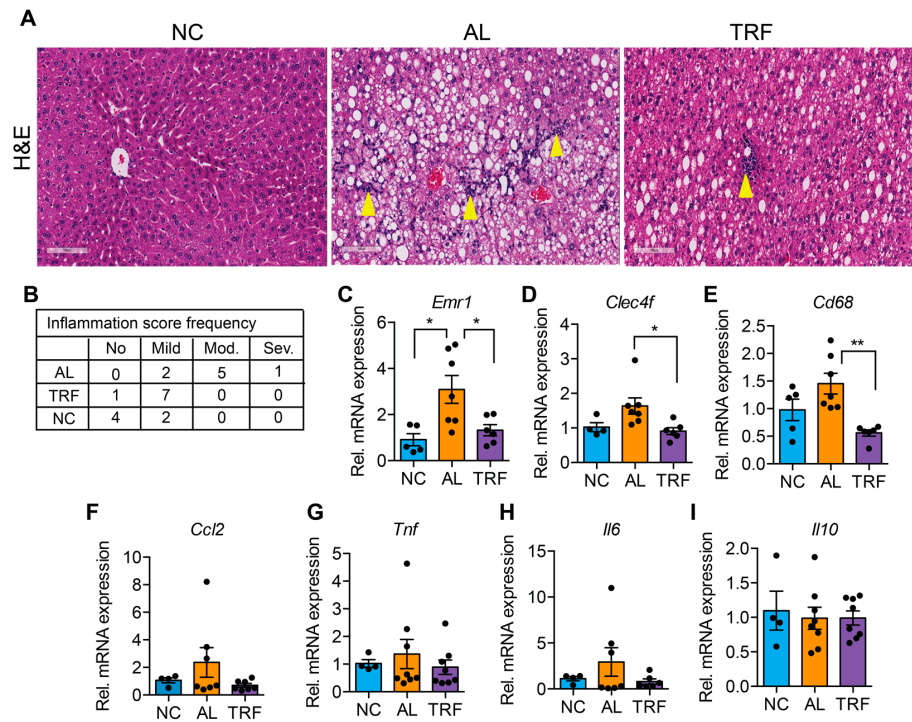 A
NC AL TRF
H&E
B
Inflammation score frequency
No Mild Mod. Sev.
AL 0 2 5 1
TRF 1 7 0 0
NC 4 2 0 0
C
Emr1
Rel. mRNA expression
6
4
2
0
* *
NC AL TRF
D
Clec4f
Rel. mRNA expression
4
3
2
1
0
*
NC AL TRF
E
Cd68
Rel. mRNA expression
2.5
2.0
1.5
1.0
0.5
0.0
**
NC AL TRF
F
Ccl2
Rel. mRNA expression
10
8
6
4
2
0
NC AL TRF
G
Tnf
Rel. mRNA expression
5
4
3
2
1
0
NC AL TRF
H
Il6
Rel. mRNA expression
15
10
5
0
NC AL TRF
I
Il10
Rel. mRNA expression
2.0
1.5
1.0
0.5
0.0
NC AL TRF